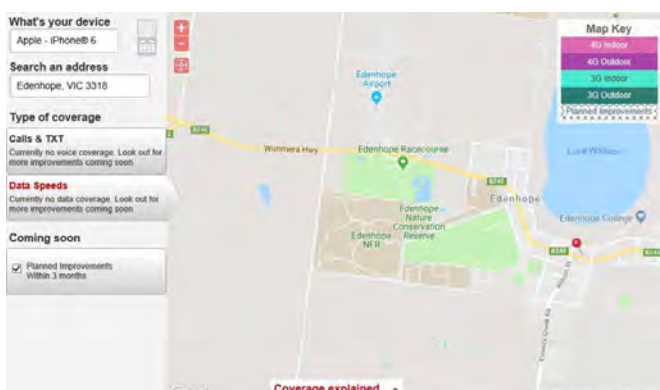 What's your device
Apple - iPhone® 6
Search an address
Edenhope, VIC 3318
Type of coverage
Calls & TXT
Currently no voice coverage. Look out for
more improvements coming soon.
Data Speeds
Currently no data coverage. Look out for
more improvements coming soon.
Coming soon
Planned Improvements
Within 3 months
Map Key
4G Indoor
4G Outdoor
3G Indoor
3G Outdoor
Planned Improvements
Edenhope
Airport
B240
Wimmera Hwy
Edenhope Racecourse
Lake Wallace
B240
Edenhope
Edenhope
Nature
Conservation
Reserve
Edenhope
NFR
Edenhope College
B240
B240
Coverage explained